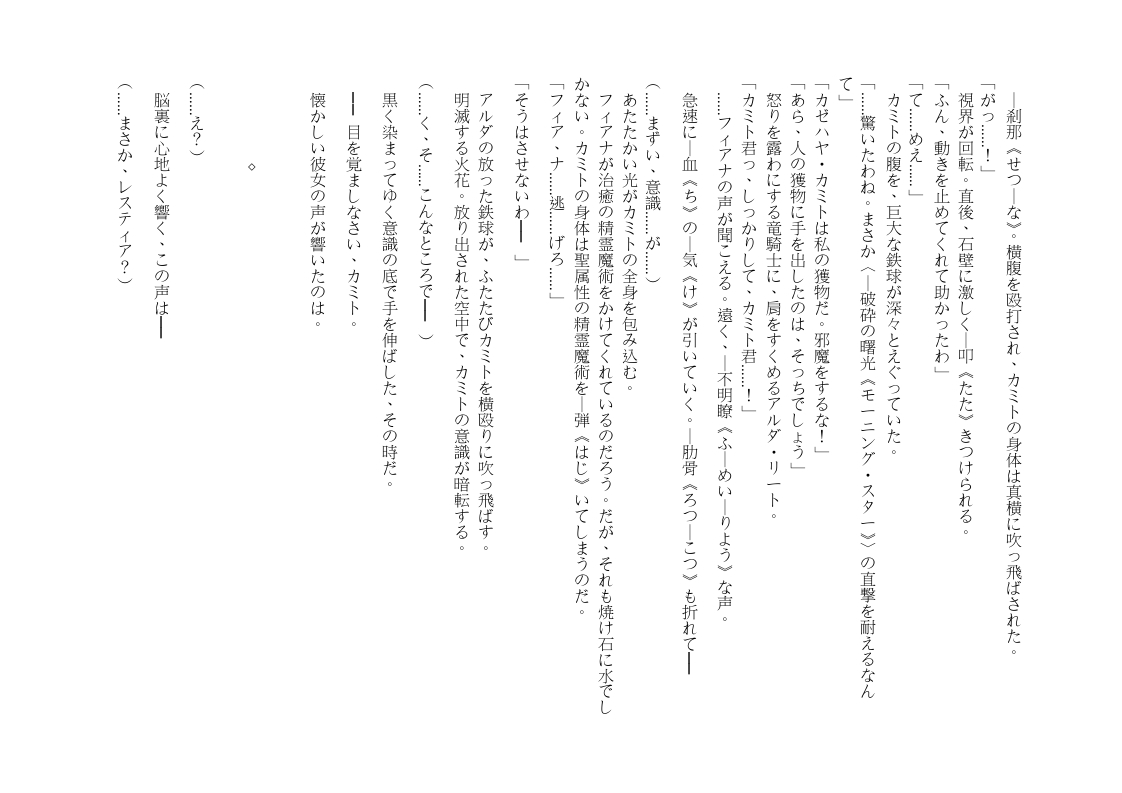 ―刹那《せつ―な》。横腹を殴打され、カミトの身体は真横に吹っ飛ばされた。
「がっ……！」
視界が回転。直後、石壁に激しく―叩《たた》きつけられる。
「ふん、動きを止めてくれて助かったわ」
「て……めえ……」
カミトの腹を、巨大な鉄球が深々とえぐっていた。
「……驚いたわね。まさか〈―破砕の曙光《モーニング・スター》〉の直撃を耐えるなん
て」
「カゼハヤ・カミトは私の獲物だ。邪魔をするな！」
「あら、人の獲物に手を出したのは、そっちでしょう」
怒りを露わにする竜騎士に、肩をすくめるアルダ・リート。
「カミト君っ、しっかりして、カミト君……！」
……フィアナの声が聞こえる。遠く、―不明瞭《ふ―めい―りよう》な声。
急速に―血《ち》の―気《け》が引いていく。―肋骨《ろつ―こつ》も折れて━━
（……まずい、意識……が……）
あたたかい光がカミトの全身を包み込む。
フィアナが治癒の精霊魔術をかけてくれているのだろう。だが、それも焼け石に水でし
かない。カミトの身体は聖属性の精霊魔術を―弾《はじ》いてしまうのだ。
「フィア、ナ……逃……げろ……」
「そうはさせないわ━━　」
アルダの放った鉄球が、ふたたびカミトを横殴りに吹っ飛ばす。
明滅する火花。放り出された空中で、カミトの意識が暗転する。
（……く、そ……こんなところで━━　）
黒く染まってゆく意識の底で手を伸ばした、その時だ。
━━　目を覚ましなさい、カミト。
懐かしい彼女の声が響いたのは。
◇
（……え？）
脳裏に心地よく響く、この声は━━
（……まさか、レスティア？）